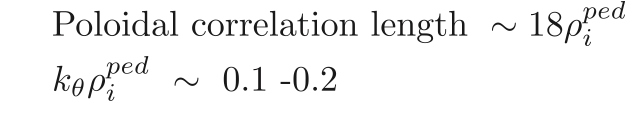 Poloidal correlation length ∼ 18ρ_i^{ped}
k_θρ_i^{ped} ∼ 0.1 -0.2